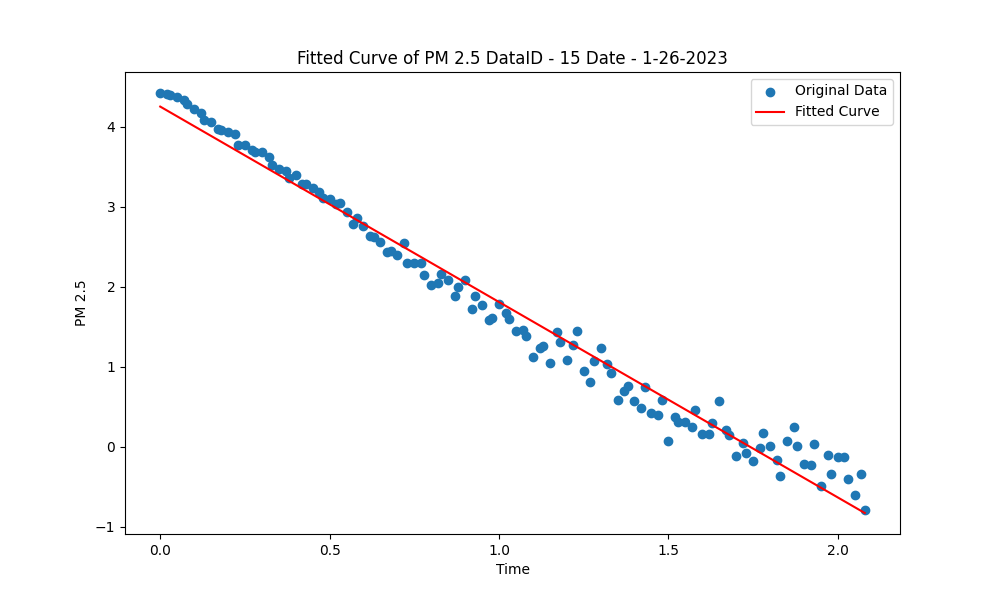 Fitted Curve of PM 2.5 DataID - 15 Date - 1-26-2023
Original Data
Fitted Curve
4
3
2
1
0
−1
PM 2.5
0.0 0.5 1.0 1.5 2.0
Time